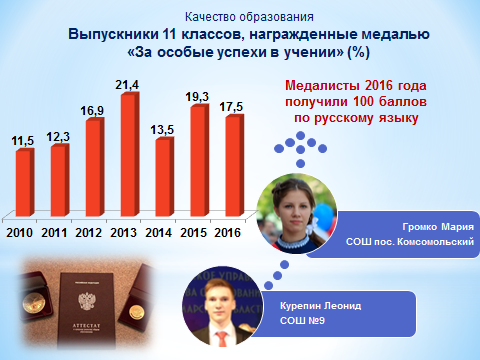 Качество образования
Выпускники 11 классов, награжденные медалью
«За особые успехи в учении» (%)
Медалисты 2016 года
получили 100 баллов
по русскому языку
11,5
12,3
16,9
21,4
13,5
19,3
17,5
2010 2011 2012 2013 2014 2015 2016
Громко Мария
СОШ пос. Комсомольский
Курепин Леонид
СОШ №9
АТТЕСТАТ